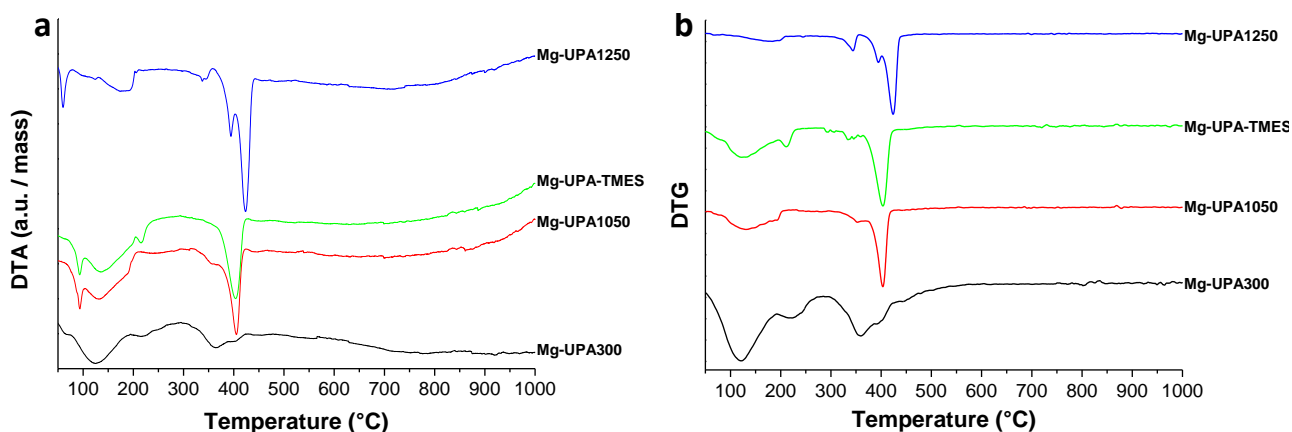 a
DTA (a.u. / mass)
Mg-UPA1250
Mg-UPA-TMES
Mg-UPA1050
Mg-UPA300
100 200 300 400 500 600 700 800 900 1000
Temperature (°C)
b
DTG
Mg-UPA1250
Mg-UPA-TMES
Mg-UPA1050
Mg-UPA300
100 200 300 400 500 600 700 800 900 1000
Temperature (°C)